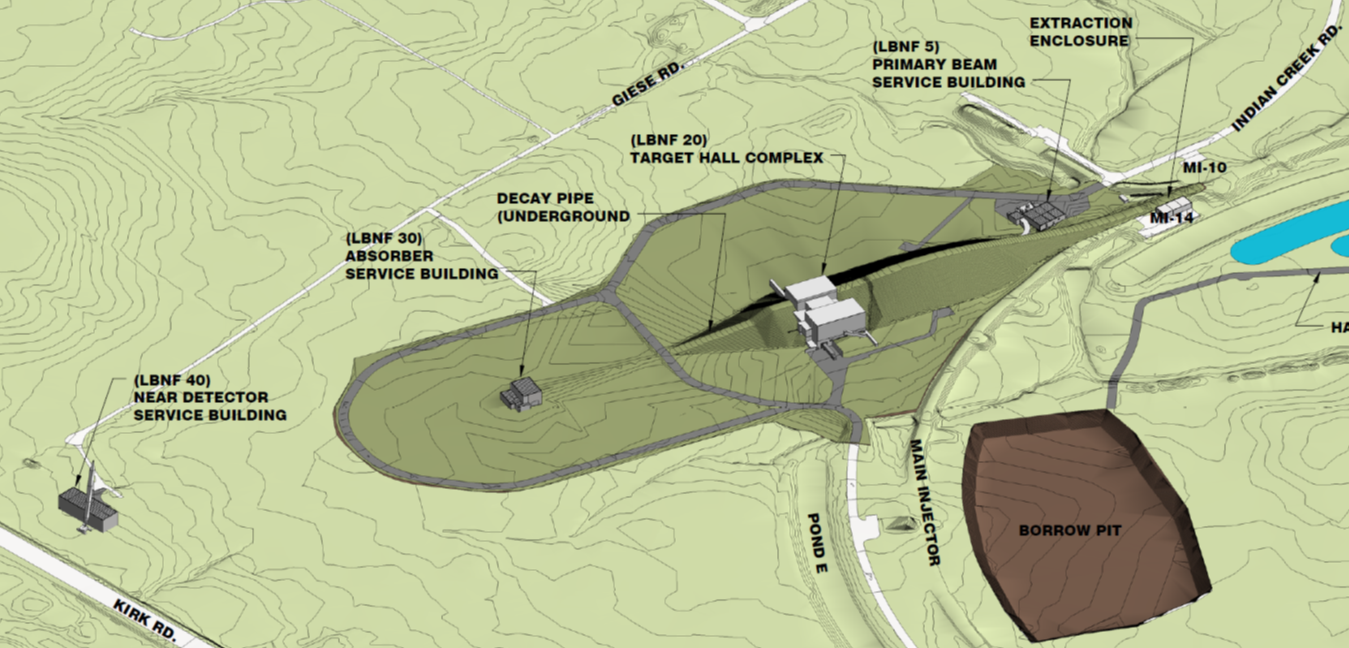 EXTRACTION
ENCLOSURE
(LBNF 5)
PRIMARY BEAM
SERVICE BUILDING
INDIAN CREEK RD.
GIESE RD.
(LBNF 20)
TARGET HALL COMPLEX
MI-10
DECAY PIPE
(UNDERGROUND
MI-14
(LBNF 30)
ABSORBER
SERVICE BUILDING
HA
(LBNF 40)
NEAR DETECTOR
SERVICE BUILDING
MAIN INJECTOR
POND E
BORROW PIT
KIRK RD.